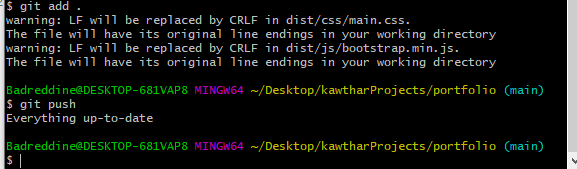 $ git add .
warning: LF will be replaced by CRLF in dist/css/main.css.
The file will have its original line endings in your working directory
warning: LF will be replaced by CRLF in dist/js/bootstrap.min.js.
The file will have its original line endings in your working directory
Badreddine@DESKTOP-681VAP8 MINGW64 ~/Desktop/kawtharProjects/portfolio (main)
$ git push
Everything up-to-date
Badreddine@DESKTOP-681VAP8 MINGW64 ~/Desktop/kawtharProjects/portfolio (main)
$